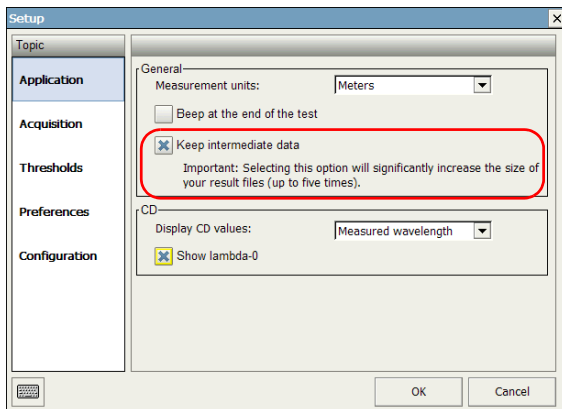 Setup
Topic
Application
Acquisition
Thresholds
Preferences
Configuration
General
Measurement units:
Meters
Beep at the end of the test
Keep intermediate data
Important: Selecting this option will significantly increase the size of
your result files (up to five times).
CD
Display CD values:
Measured wavelength
Show lambda-0
OK
Cancel